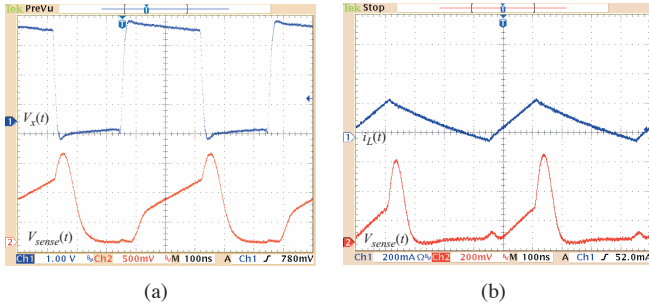 Tek PreVu
T
U
1
Vx(t)
2
Vsense(t)
Ch1 1.00 V Ch2 500mV M 100ns A Ch1 780mV
(a)
Tek Stop
U
T
1
iL(t)
2
Vsense(t)
Ch1 200mAΩ Ch2 200mV M 100ns A Ch1 52.0mA
(b)